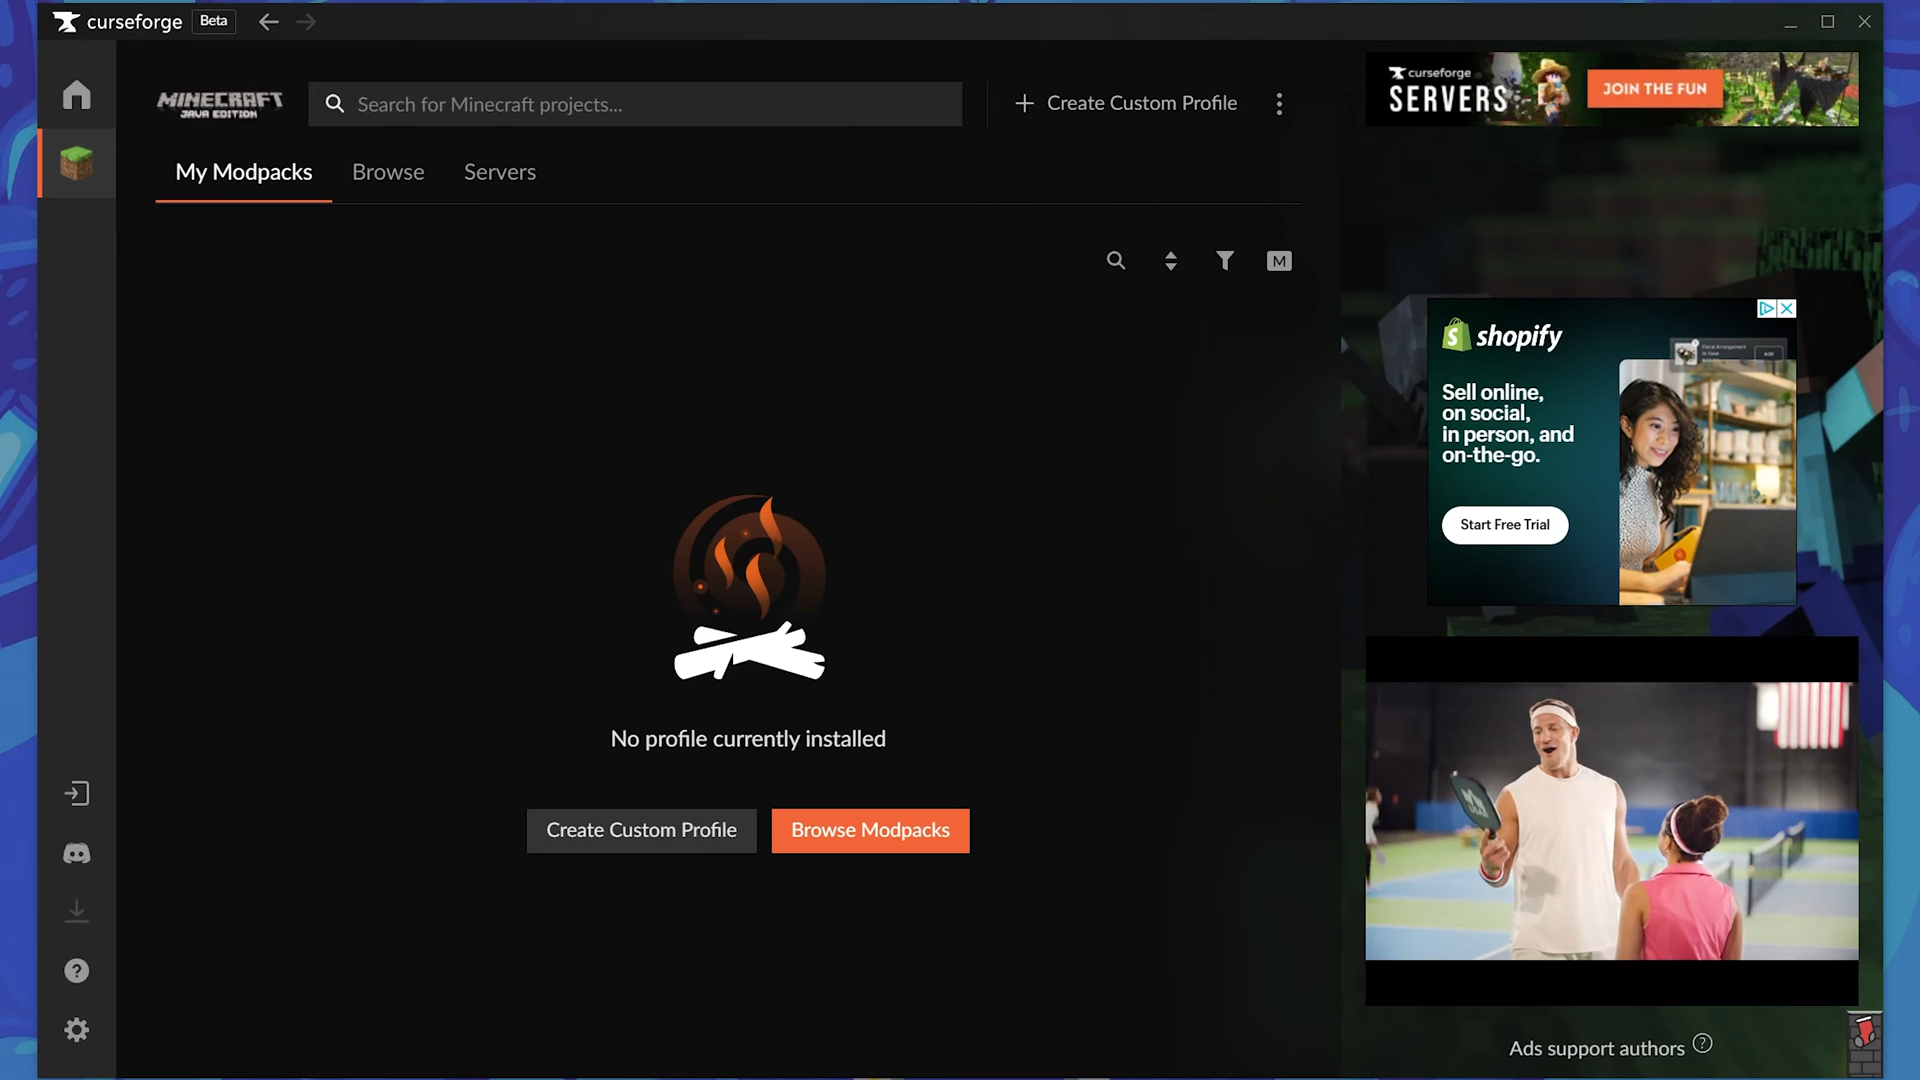 curseforge Beta
MINECRAFT
JAVA EDITION
Search for Minecraft projects...
Create Custom Profile
My Modpacks
Browse
Servers
M
No profile currently installed
Create Custom Profile
Browse Modpacks
curseforge
SERVERS
JOIN THE FUN
shopify
Sell online,
on social,
in person, and
on-the-go.
Start Free Trial
Ads support authors